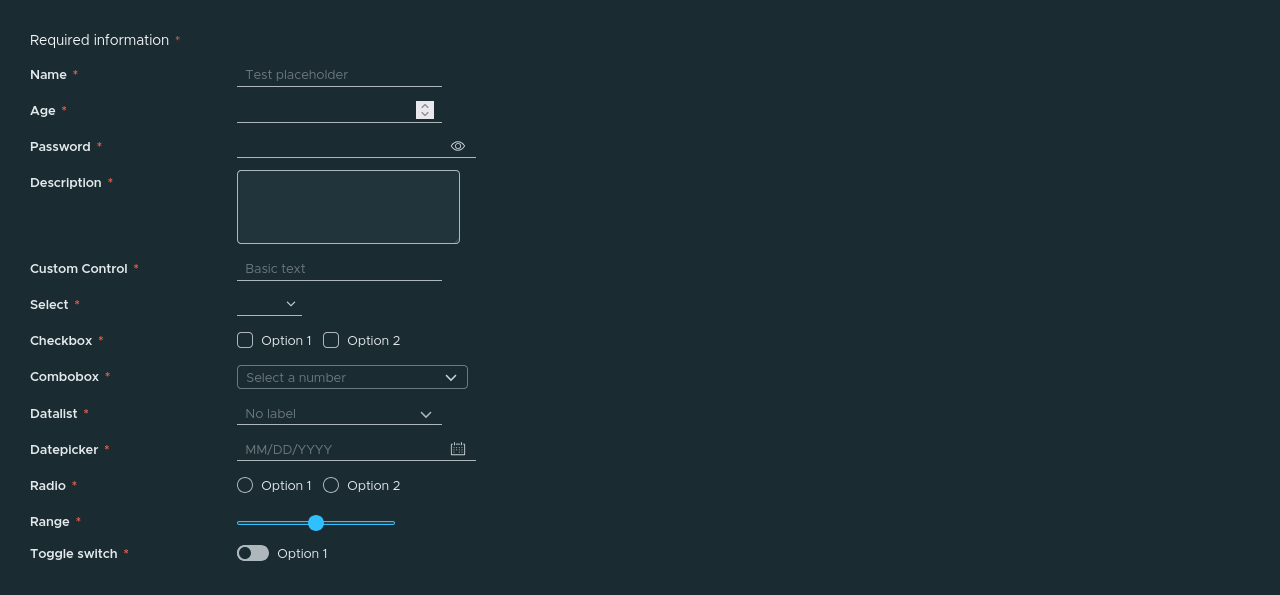 Required information *
Name * Test placeholder
Age *
Password *
Description *
Custom Control * Basic text
Select *
Checkbox * Option 1 Option 2
Combobox * Select a number
Datalist * No label
Datepicker * MM/DD/YYYY
Radio * Option 1 Option 2
Range *
Toggle switch * Option 1